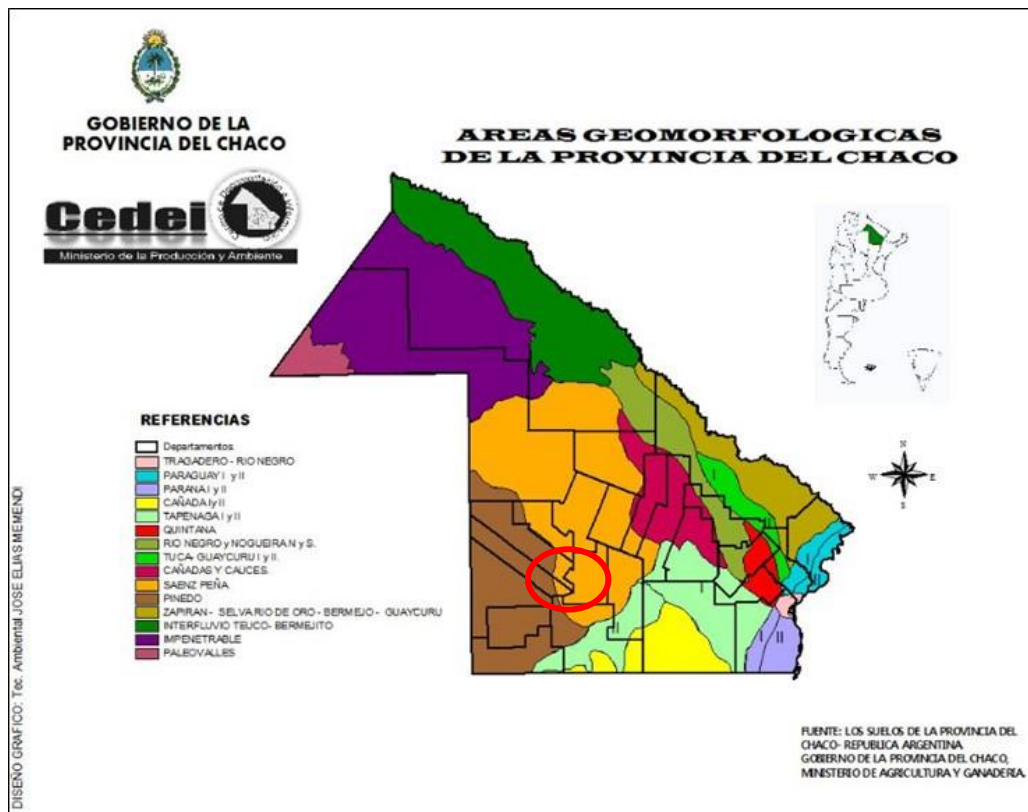 GOBIERNO DE LA
PROVINCIA DEL CHACO
Cedei
Ministerio de la Producción y Ambiente
AREAS GEOMORFOLOGICAS
DE LA PROVINCIA DEL CHACO
REFERENCIAS
Departamentos
TRAGADERO - RIO NEGRO
PARAGUAY I y II
PARANA I y II
CAÑADA I y II
TAPENAGA I y II
QUINTANA
RIO NEGRO y NOGUEIRA N y S.
TUCA- GUAYCURU I y II.
CAÑADAS Y CAUCES.
SAENZ PEÑA
PINEDO
ZAPIRAN - SELVA RIO DE ORO - BERMEJO - GUAYCURU
INTERFLUVIO TEUCO- BERMEJITO
IMPENETRABLE
PALEOVALLES
I
I
II
I II
N
W E
S
DISEÑO GRAFICO: Tec. Ambiental JOSE ELIAS MEMENDI
FUENTE: LOS SUELOS DE LA PROVINCIA DEL
CHACO- REPUBLICA ARGENTINA
GOBIERNO DE LA PROVINCIA DEL CHACO,
MINISTERIO DE AGRICULTURA Y GANADERIA.